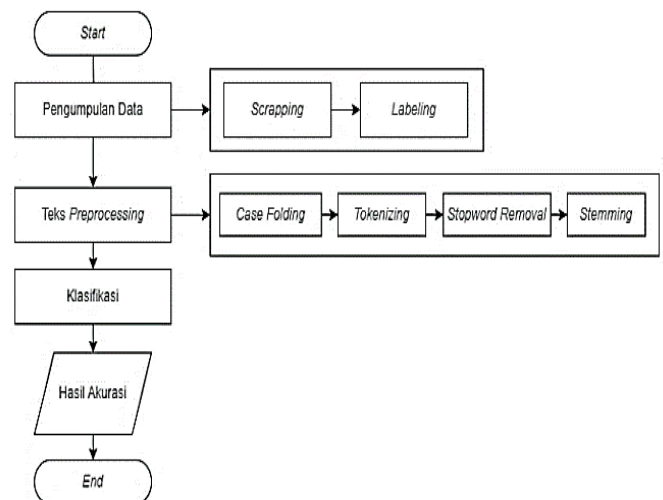 Start
Pengumpulan Data
Scrapping
Labeling
Teks Preprocessing
Case Folding
Tokenizing
Stopword Removal
Stemming
Klasifikasi
Hasil Akurasi
End